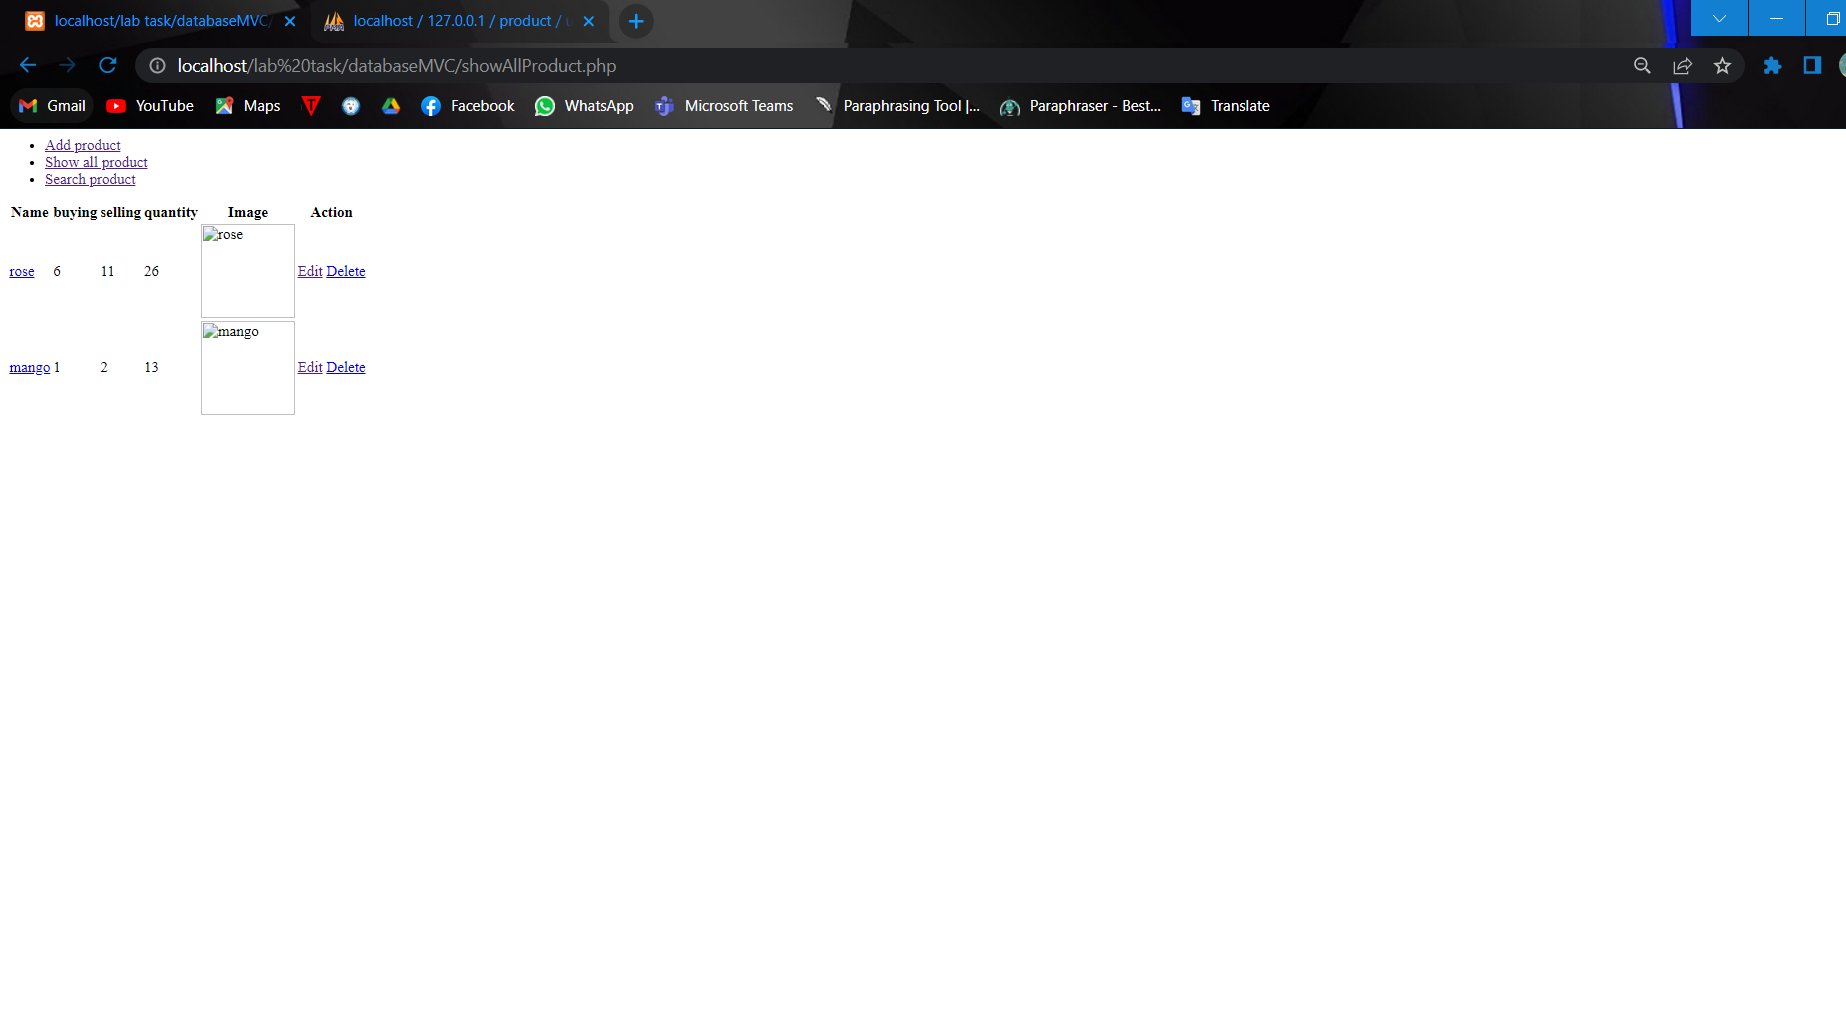 localhost/lab task/databaseMVC/
localhost / 127.0.0.1 / product /
localhost/lab%20task/databaseMVC/showAllProduct.php
Gmail YouTube Maps Facebook WhatsApp Microsoft Teams Paraphrasing Tool |... Paraphraser - Best... Translate
Add product
Show all product
Search product
Name buying selling quantity Image Action
rose
rose 6 11 26 Edit Delete
mango
mango 1 2 13 Edit Delete